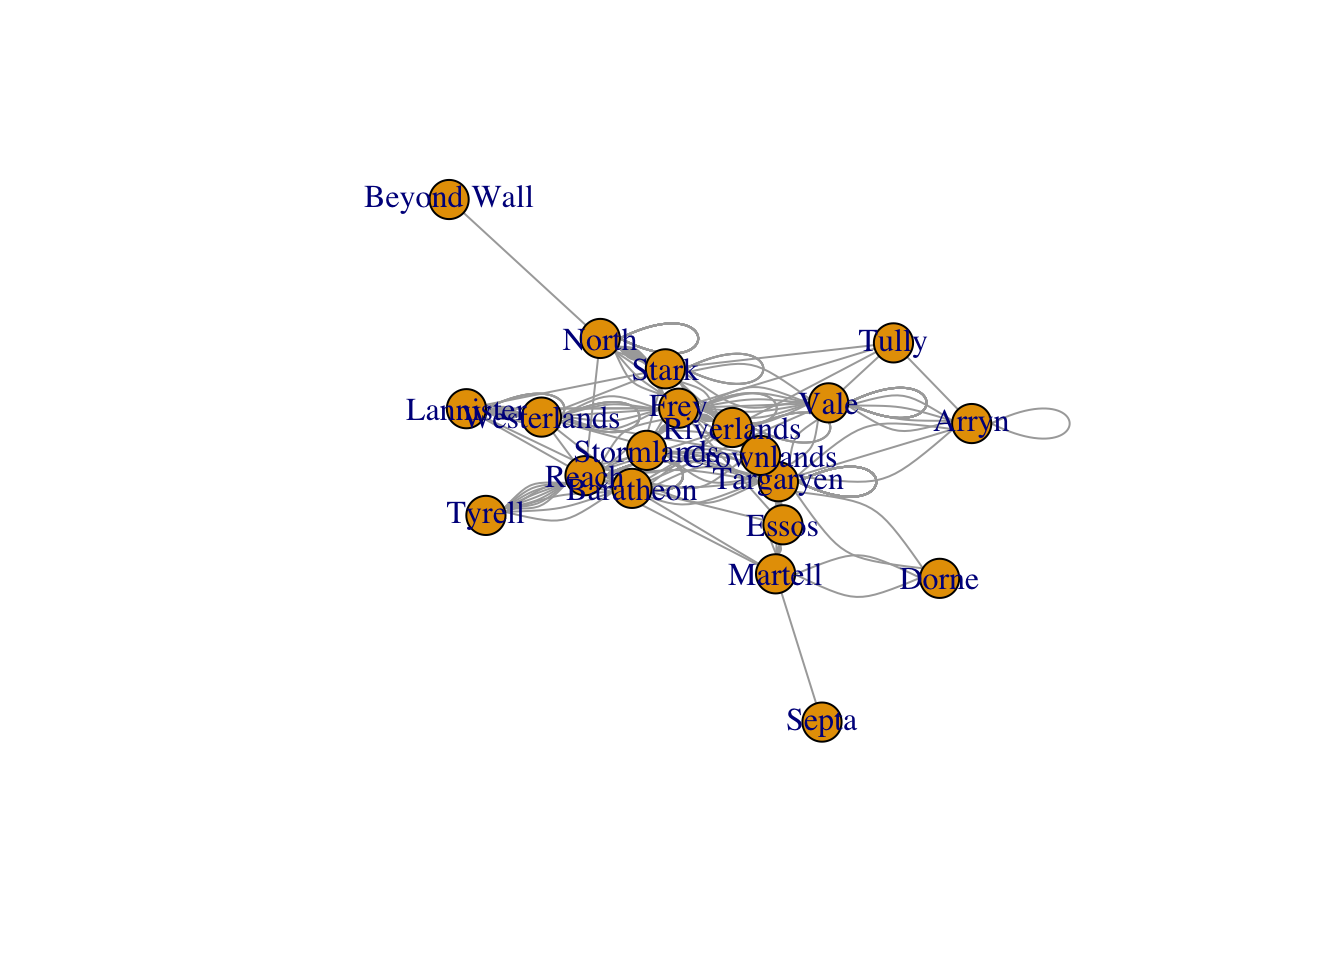 Beyond Wall
North
Tully
Stark
Frey
Vale
Lannister
Westerlands
Arryn
Riverlands
Stormlands
Crownlands
Reach
Targaryen
Baratheon
Tyrell
Essos
Martell
Dorne
Septa